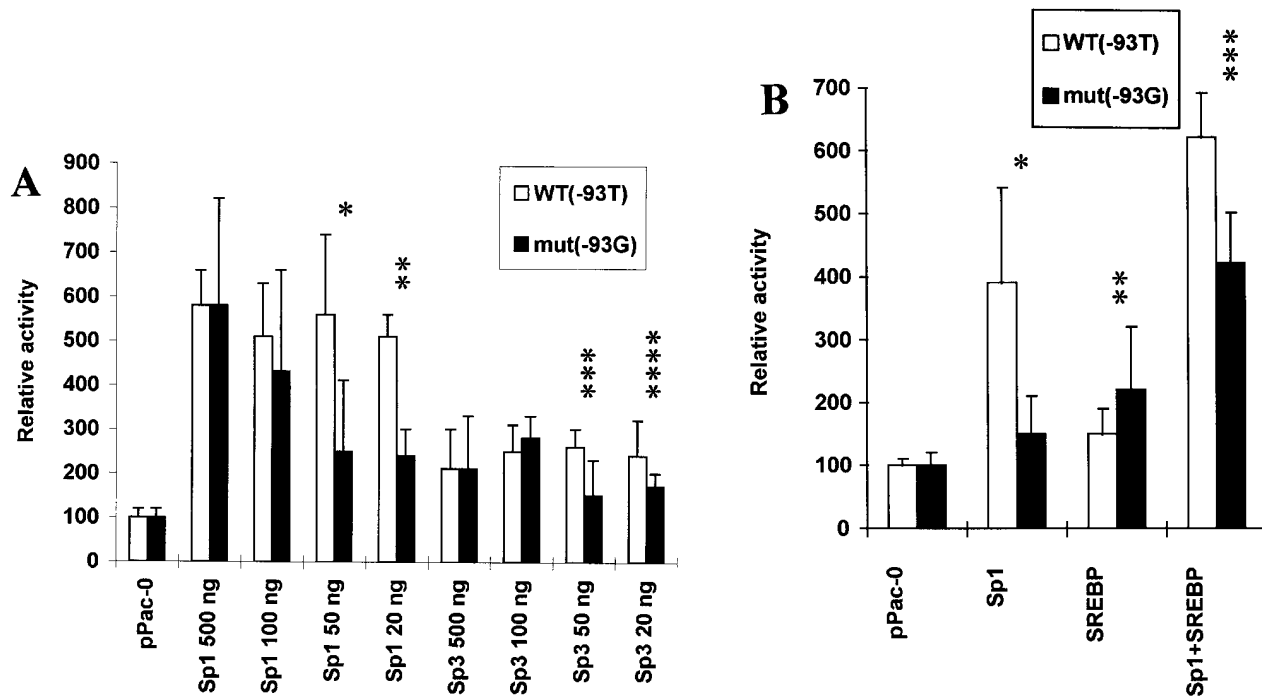 A
Relative activity
900
800
700
600
500
400
300
200
100
0
WT(-93T)
mut(-93G)
*
**
***
****
pPac-0
Sp1 500 ng
Sp1 100 ng
Sp1 50 ng
Sp1 20 ng
Sp3 500 ng
Sp3 100 ng
Sp3 50 ng
Sp3 20 ng
B
Relative activity
700
600
500
400
300
200
100
0
WT(-93T)
mut(-93G)
*
**
***
pPac-0
Sp1
SREBP
Sp1+SREBP